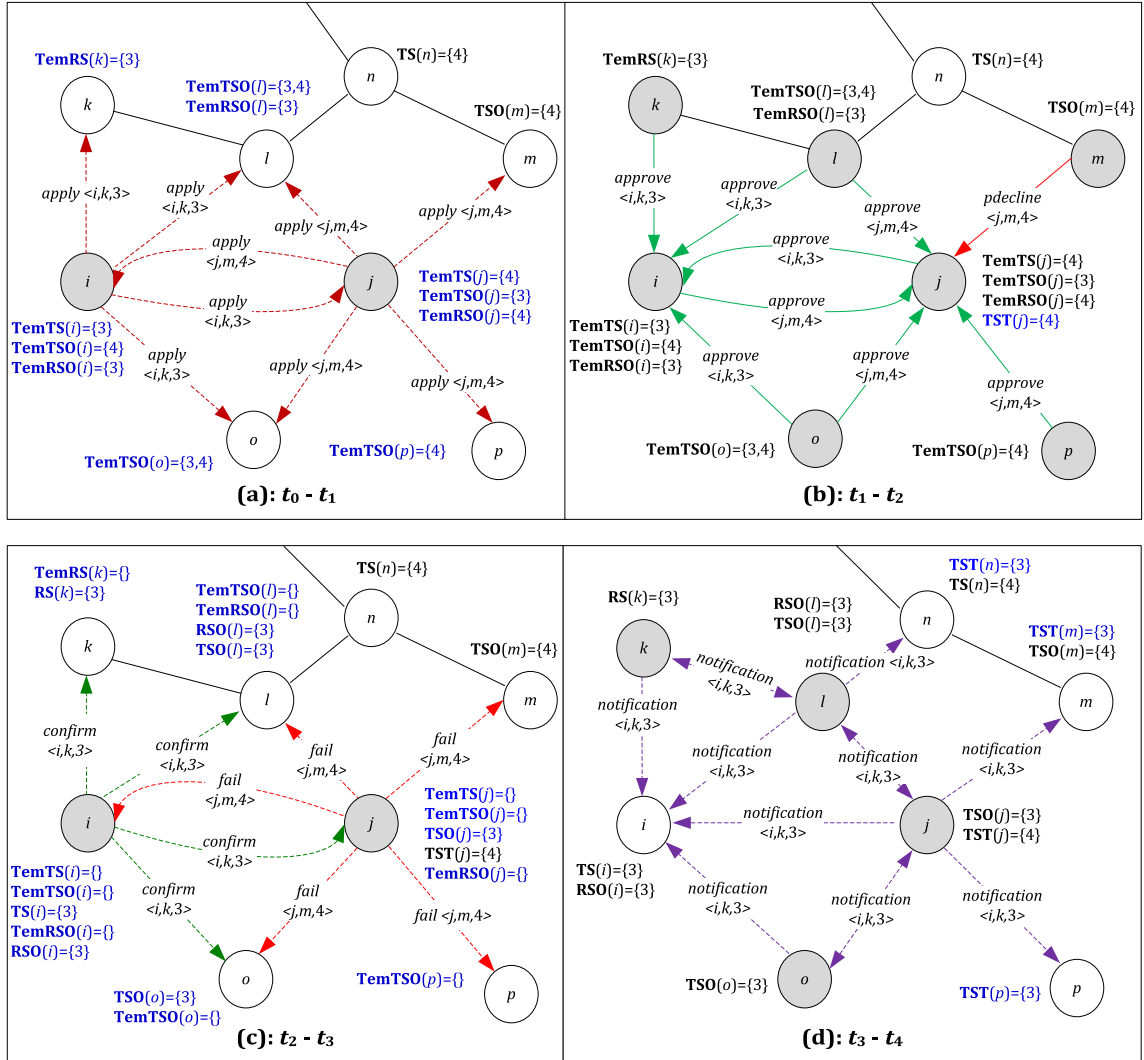 TemRS(k)={3}
TemTSO(l)={3,4}
TemRSO(l)={3}
TS(n)={4}
TSO(m)={4}
k
n
l
m
apply <i,k,3>
apply
<i,k,3>
apply <j,m,4>
apply <j,m,4>
apply
<j,m,4>
i
j
apply
<i,k,3>
TemTS(j)={4}
TemTSO(j)={3}
TemRSO(j)={4}
TemTS(i)={3}
TemTSO(i)={4}
TemRSO(i)={3}
apply
<i,k,3>
apply <j,m,4>
apply <j,m,4>
o
p
TemTSO(o)={3,4}
TemTSO(p)={4}
(a): t0 - t1
TemRS(k)={3}
TemTSO(l)={3,4}
TemRSO(l)={3}
TS(n)={4}
TSO(m)={4}
k
n
l
m
approve
<i,k,3>
approve
<i,k,3>
approve
<j,m,4>
pdecline
<j,m,4>
approve
<i,k,3>
i
j
approve
<j,m,4>
TemTS(j)={4}
TemTSO(j)={3}
TemRSO(j)={4}
TST(j)={4}
TemTS(i)={3}
TemTSO(i)={4}
TemRSO(i)={3}
approve
<i,k,3>
approve
<j,m,4>
approve
<j,m,4>
o
p
TemTSO(o)={3,4}
TemTSO(p)={4}
(b): t1 - t2
TemRS(k)={}
RS(k)={3}
TemTSO(l)={}
TemRSO(l)={}
RSO(l)={3}
TSO(l)={3}
TS(n)={4}
TSO(m)={4}
k
n
l
m
confirm
<i,k,3>
confirm
<i,k,3>
fail
<j,m,4>
fail
<j,m,4>
fail
<j,m,4>
i
j
confirm
<i,k,3>
TemTS(j)={}
TemTSO(j)={}
TSO(j)={3}
TST(j)={4}
TemRSO(j)={}
TemTS(i)={}
TemTSO(i)={}
TS(i)={3}
TemRSO(i)={}
RSO(i)={3}
confirm
<i,k,3>
fail
<j,m,4>
fail <j,m,4>
o
p
TSO(o)={3}
TemTSO(o)={}
TemTSO(p)={}
(c): t2 - t3
RS(k)={3}
RSO(l)={3}
TSO(l)={3}
TST(n)={3}
TS(n)={4}
TST(m)={3}
TSO(m)={4}
k
n
l
m
notification
<i,k,3>
notification <i,k,3>
notification
<i,k,3>
notification
<i,k,3>
notification
<i,k,3>
notification
<i,k,3>
i
j
notification
<i,k,3>
TSO(j)={3}
TST(j)={4}
TS(i)={3}
RSO(i)={3}
notification
<i,k,3>
notification
<i,k,3>
notification
<i,k,3>
o
p
TSO(o)={3}
TST(p)={3}
(d): t3 - t4